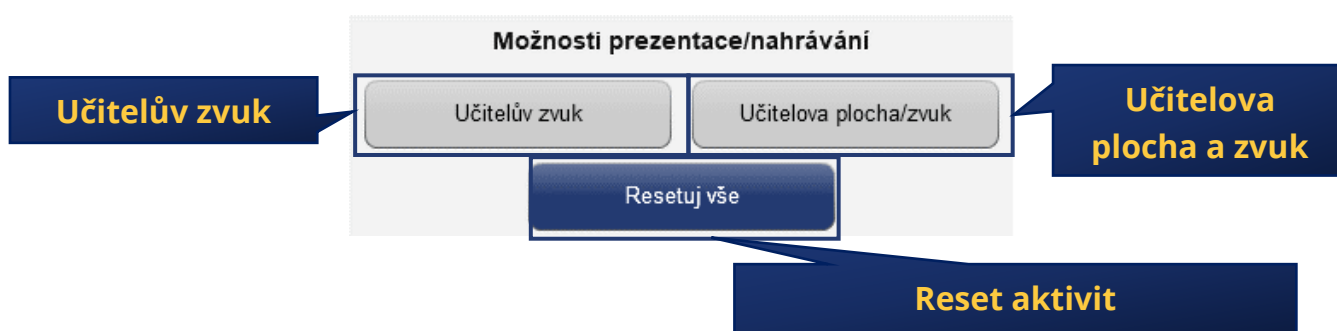 Možnosti prezentace/nahrávání
Učitelův zvuk
Učitelův zvuk
Učitelova plocha/zvuk
Učitelova
plocha a zvuk
Resetuj vše
Reset aktivit